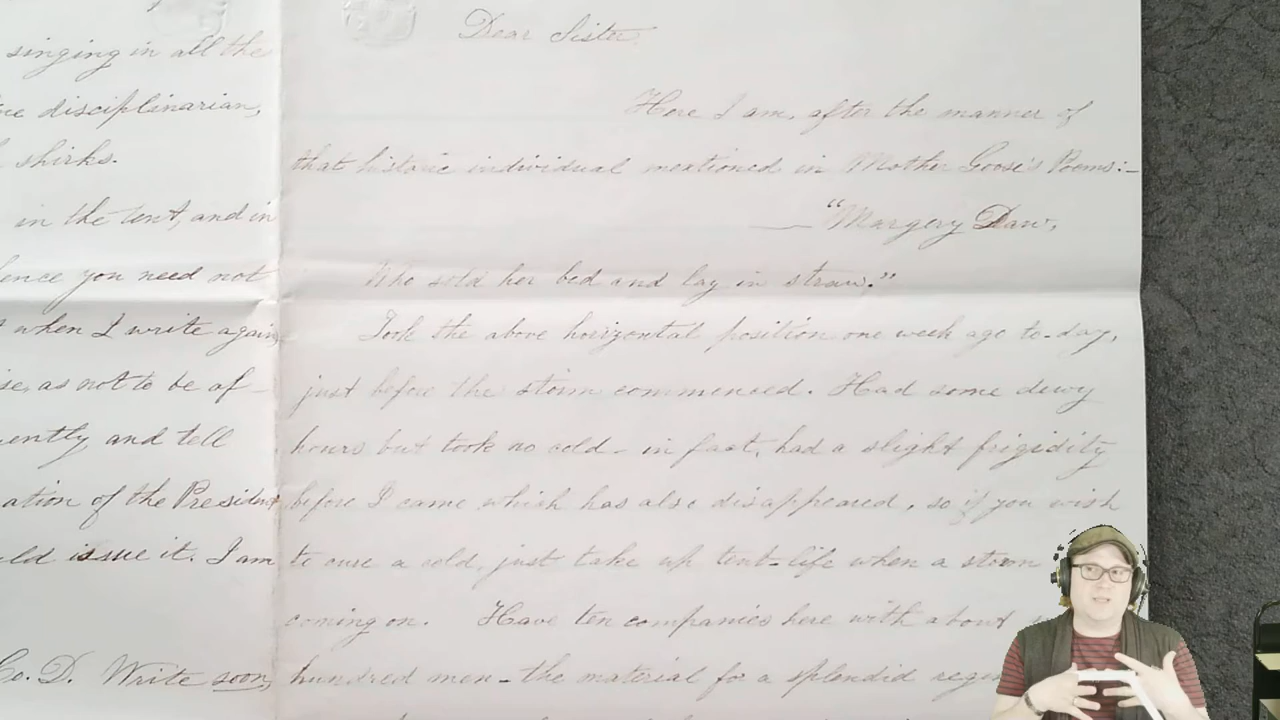 singing in all the
disciplinarian,
shirks.
in the tent, and in
you need not
when I write again
as not to be af-
and tell
ation of the President
issue it. I am
Co. D. Write soon,
Dear Sister.
Here I am, after the manner of
that historic individual mentioned in Mother Goose's Poems:-
— "Margery Daw,
Who sold her bed and lay in straw."
Took the above horizontal position one week ago to-day,
just before the storm commenced. Had some dewy
hours but took no cold - in fact, had a slight frigidity
before I came which has also disappeared, so if you wish
to cure a cold, just take up tent-life when a storm
coming on. Have ten companies here with about
hundred men - the material for a splendid